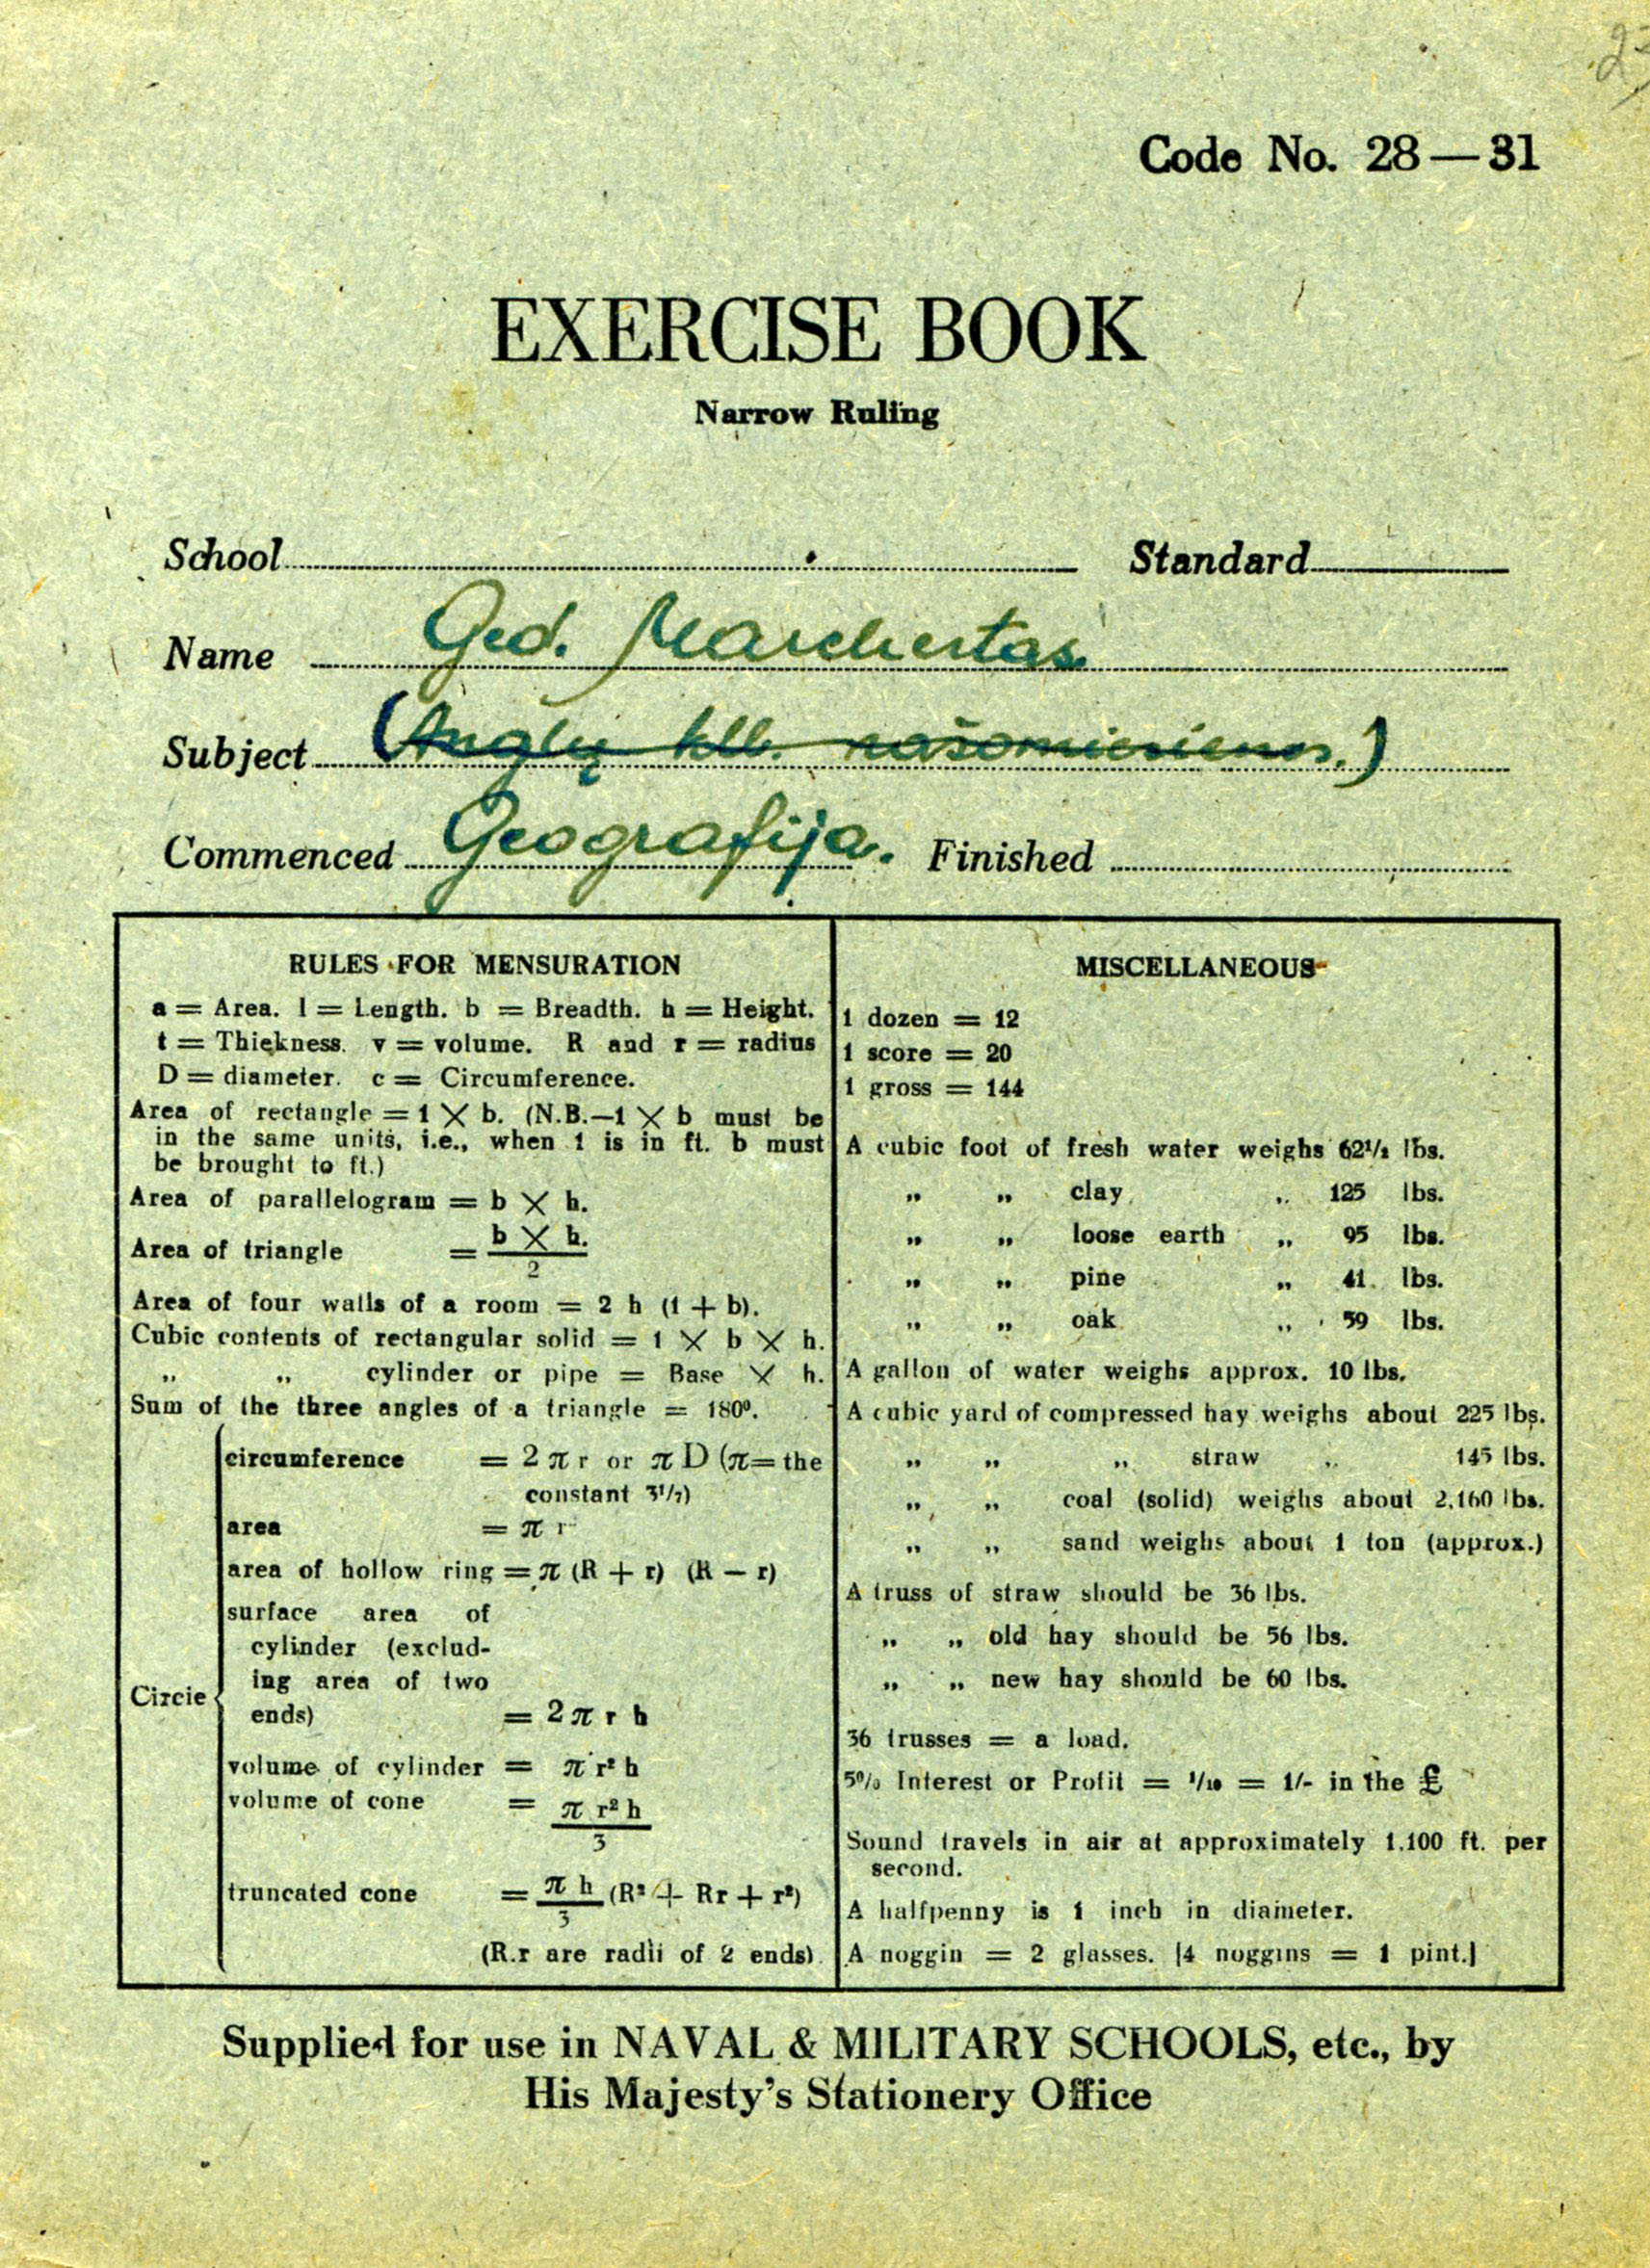 Code No. 28—31
EXERCISE BOOK
Narrow Ruling
School Standard
Name Ged. Marchertas
Subject (Anglų klb. rašomiesiems.)
Commenced Geografija. Finished
RULES FOR MENSURATION
a = Area. l = Length. b = Breadth. h = Height.
t = Thickness. v = volume. R and r = radius
D = diameter. c = Circumference.
Area of rectangle = 1 X b. (N.B.—1 X b must be
in the same units, i.e., when 1 is in ft. b must
be brought to ft.)
Area of parallelogram = b X h.
Area of triangle = b X h.
2
Area of four walls of a room = 2 h (1 + b).
Cubic contents of rectangular solid = 1 X b X h.
„ „ cylinder or pipe = Base X h.
Sum of the three angles of a triangle = 180º.
circumference = 2 π r or π D (π = the
constant 3 1/7)
area = π r
area of hollow ring = π (R + r) (R — r)
surface area of
cylinder (exclud-
ing area of two
Circle
ends) = 2 π r h
volume of cylinder = π r² h
volume of cone = π r² h
3
truncated cone = π h (R² + Rr + r²)
3
(R.r are radii of 2 ends)
MISCELLANEOUS
1 dozen = 12
1 score = 20
1 gross = 144
A cubic foot of fresh water weighs 62½ lbs.
„ „ clay „ 125 lbs.
„ „ loose earth „ 95 lbs.
„ „ pine „ 41 lbs.
„ „ oak „ 59 lbs.
A gallon of water weighs approx. 10 lbs.
A cubic yard of compressed hay weighs about 225 lbs.
„ „ „ straw „ 145 lbs.
„ „ coal (solid) weighs about 2,160 lbs.
„ „ sand weighs about 1 ton (approx.)
A truss of straw should be 36 lbs.
„ „ old hay should be 56 lbs.
„ „ new hay should be 60 lbs.
36 trusses = a load.
5% Interest or Profit = 1/20 = 1/- in the £
Sound travels in air at approximately 1,100 ft. per
second.
A halfpenny is 1 inch in diameter.
A noggin = 2 glasses. [4 noggins = 1 pint.]
Supplied for use in NAVAL & MILITARY SCHOOLS, etc., by
His Majesty's Stationery Office